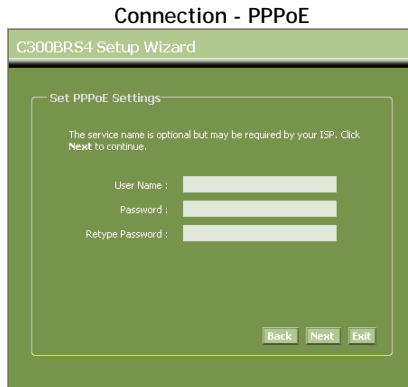 Connection - PPPoE
C300BRS4 Setup Wizard
Set PPPoE Settings
The service name is optional but may be required by your ISP. Click
Next to continue.
User Name :
Password :
Retype Password :
Back Next Exit